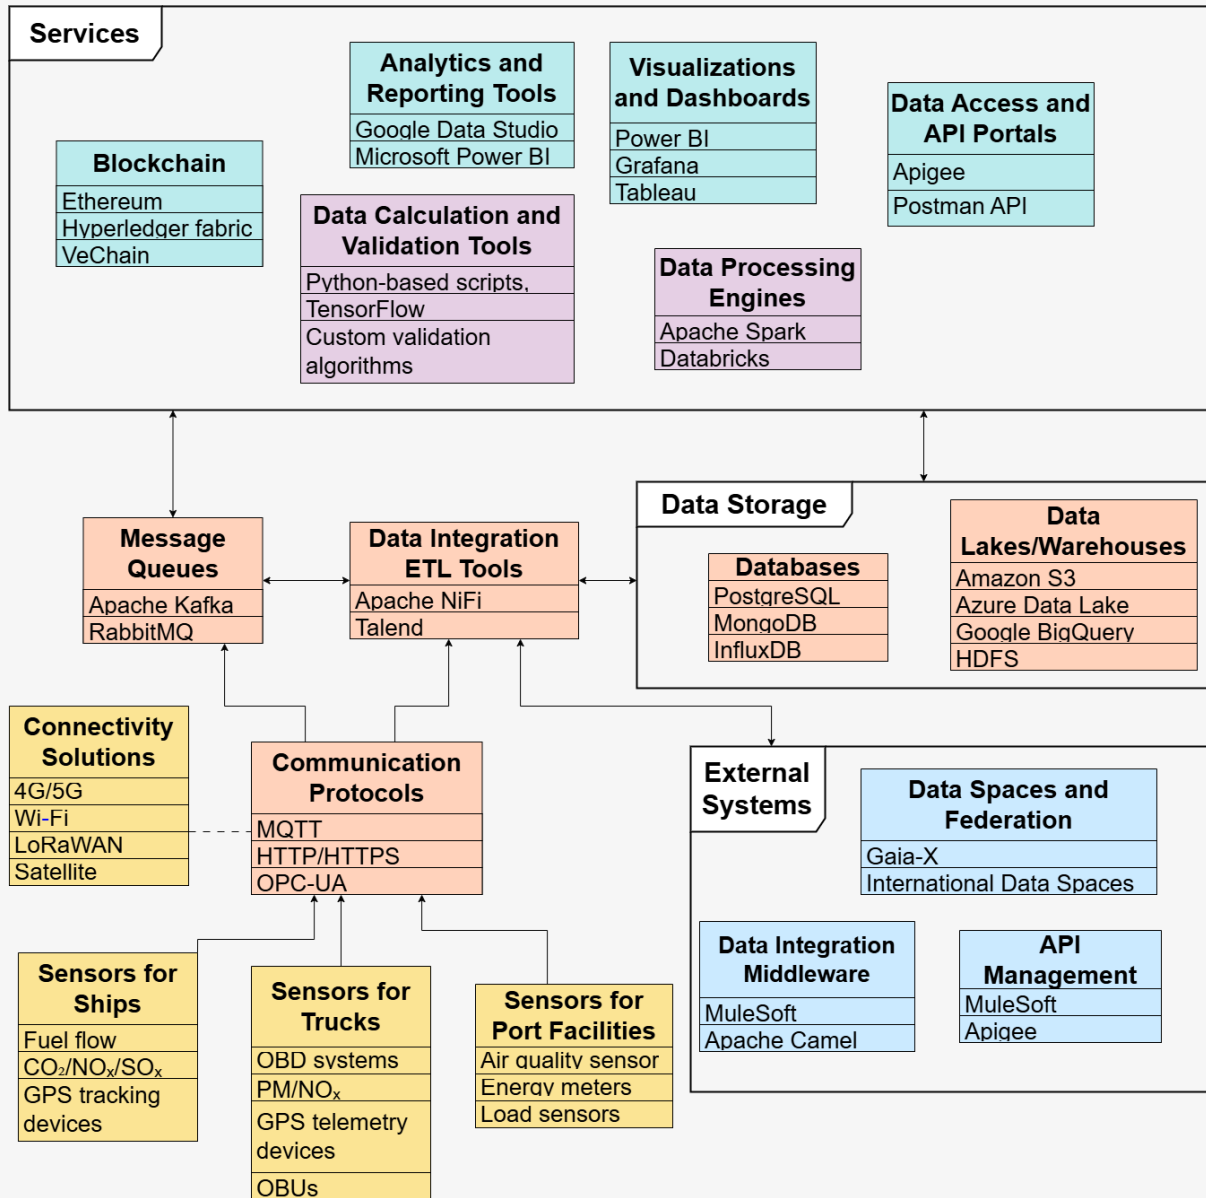 Services
Analytics and
Reporting Tools
Google Data Studio
Microsoft Power BI
Visualizations
and Dashboards
Power BI
Grafana
Tableau
Data Access and
API Portals
Apigee
Postman API
Blockchain
Ethereum
Hyperledger fabric
VeChain
Data Calculation and
Validation Tools
Python-based scripts,
TensorFlow
Custom validation
algorithms
Data Processing
Engines
Apache Spark
Databricks
Message
Queues
Apache Kafka
RabbitMQ
Data Integration
ETL Tools
Apache NiFi
Talend
Data Storage
Databases
PostgreSQL
MongoDB
InfluxDB
Data
Lakes/Warehouses
Amazon S3
Azure Data Lake
Google BigQuery
HDFS
Connectivity
Solutions
4G/5G
Wi-Fi
LoRaWAN
Satellite
Communication
Protocols
MQTT
HTTP/HTTPS
OPC-UA
External
Systems
Data Spaces and
Federation
Gaia-X
International Data Spaces
Data Integration
Middleware
MuleSoft
Apache Camel
API
Management
MuleSoft
Apigee
Sensors for
Ships
Fuel flow
CO₂/NOₓ/SOₓ
GPS tracking
devices
Sensors for
Trucks
OBD systems
PM/NOₓ
GPS telemetry
devices
OBUs
Sensors for
Port Facilities
Air quality sensor
Energy meters
Load sensors